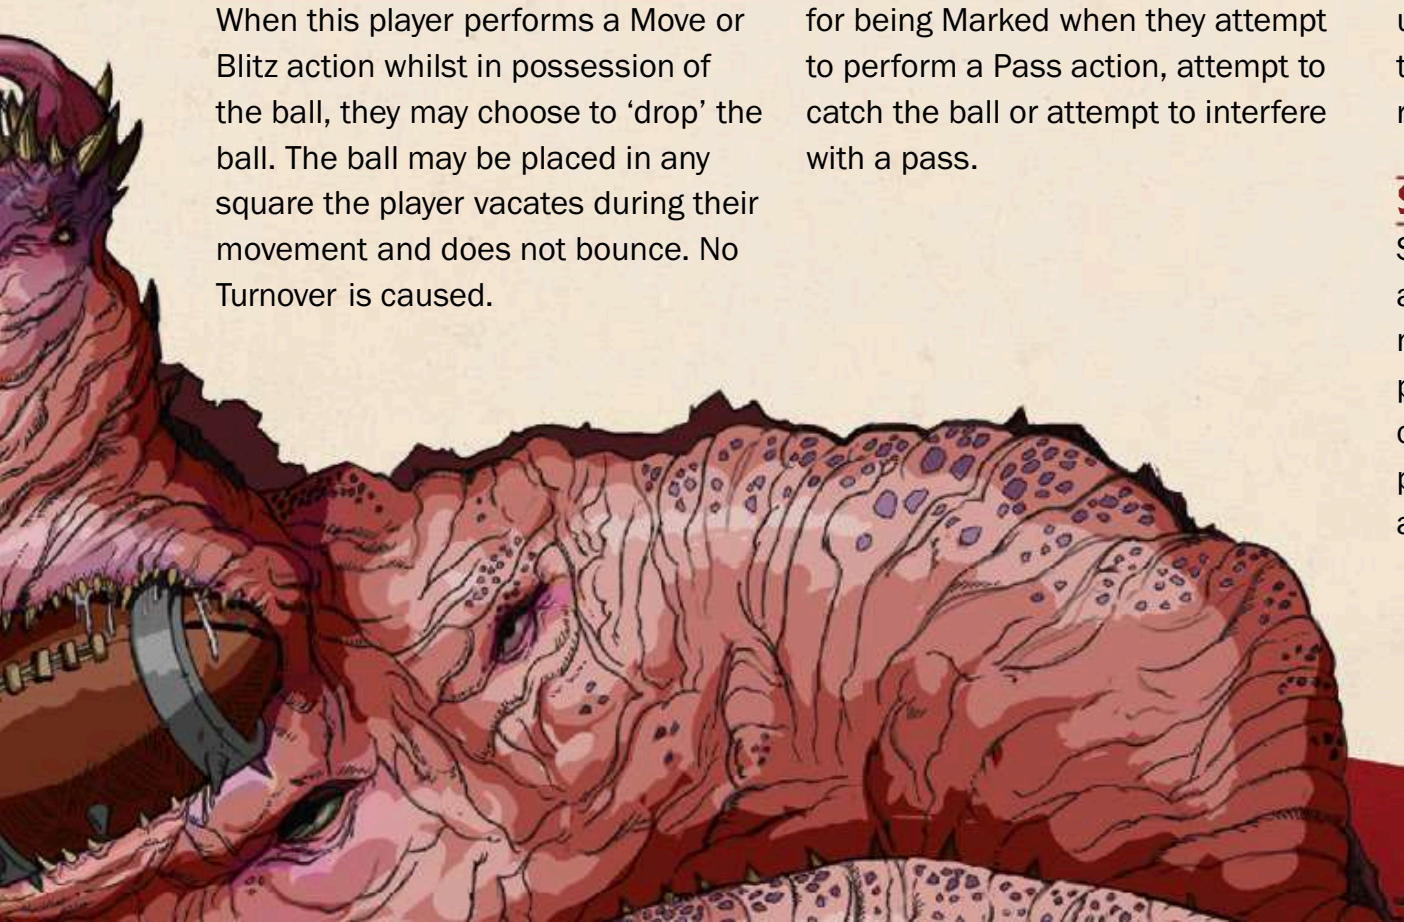 When this player performs a Move or
Blitz action whilst in possession of
the ball, they may choose to ‘drop’ the
ball. The ball may be placed in any
square the player vacates during their
movement and does not bounce. No
Turnover is caused.
for being Marked when they attempt
to perform a Pass action, attempt to
catch the ball or attempt to interfere
with a pass.